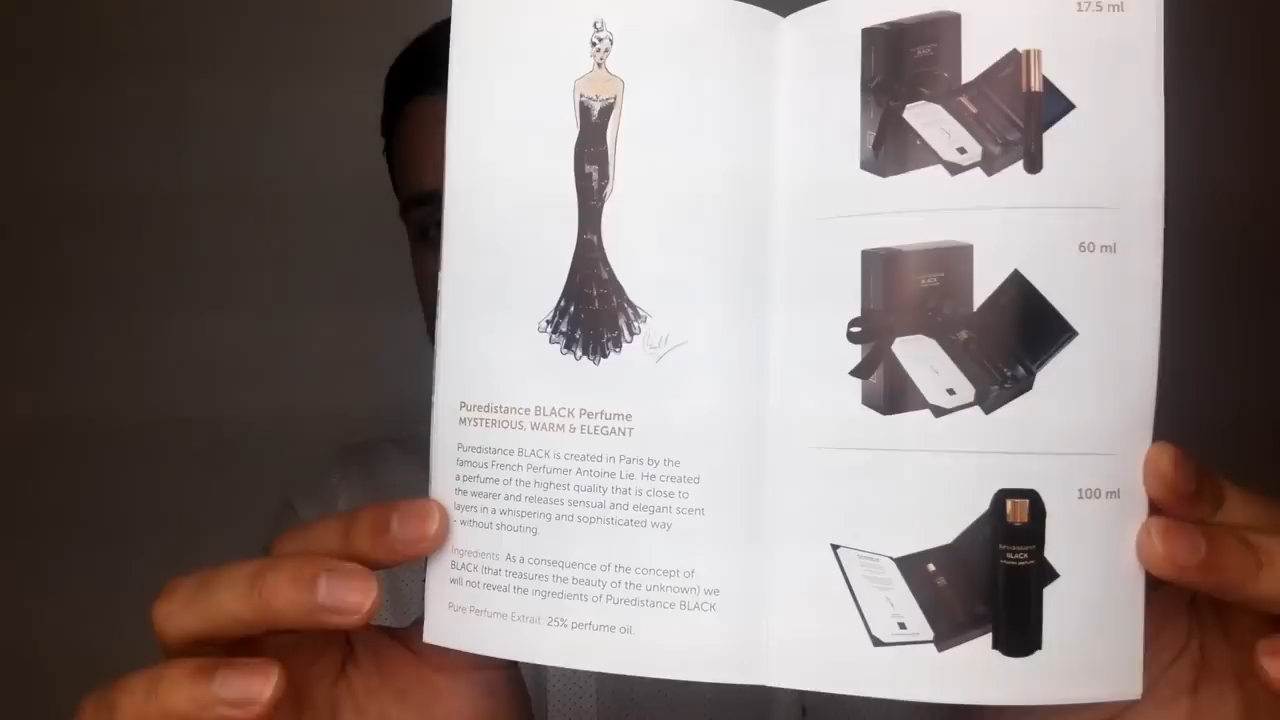 Puredistance BLACK Perfume
MYSTERIOUS, WARM & ELEGANT
Puredistance BLACK is created in Paris by the
famous French Perfumer Antoine Lie. He created
a perfume of the highest quality that is close to
the wearer and releases sensual and elegant scent
layers in a whispering and sophisticated way
- without shouting.
Ingredients: As a consequence of the concept of
BLACK (that treasures the beauty of the unknown) we
will not reveal the ingredients of Puredistance BLACK
Pure Perfume Extrait: 25% perfume oil.
17.5 ml
BLACK
60 ml
BLACK
100 ml
puredistance
BLACK